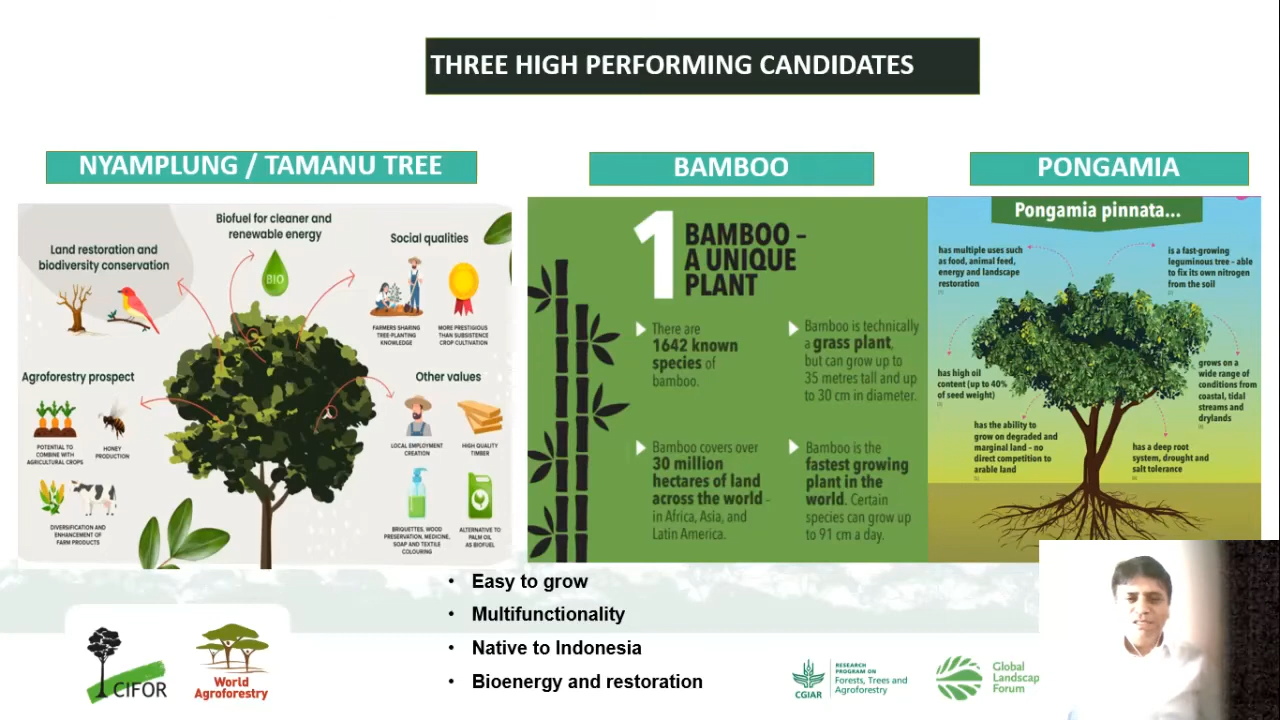 THREE HIGH PERFORMING CANDIDATES
NYAMPLUNG / TAMANU TREE
Land restoration and
biodiversity conservation
Biofuel for cleaner and
renewable energy
BIO
Social qualities
FARMERS SHARING
TREE-PLANTING
KNOWLEDGE
MORE PRESTIGIOUS
THAN SUBSISTENCE
CROP CULTIVATION
Agroforestry prospect
POTENTIAL TO
COMBINE WITH
AGRICULTURAL CROPS
HONEY
PRODUCTION
DIVERSIFICATION AND
ENHANCEMENT OF
FARM PRODUCTS
Other values
LOCAL EMPLOYMENT
CREATION
HIGH QUALITY
TIMBER
BRIQUETTES, WOOD
PRESERVATION, MEDICINE,
SOAP AND TEXTILE
COLOURING
ALTERNATIVE TO
PALM OIL
AS BIOFUEL
BAMBOO
1
BAMBOO –
A UNIQUE
PLANT
There are
1642 known
species of
bamboo.
Bamboo is technically
a grass plant,
but can grow up to
35 metres tall and up
to 30 cm in diameter.
Bamboo covers over
30 million
hectares of land
across the world –
in Africa, Asia, and
Latin America.
Bamboo is the
fastest growing
plant in the
world. Certain
species can grow up
to 91 cm a day.
PONGAMIA
Pongamia pinnata...
has multiple uses such
as food, animal feed,
energy and landscape
restoration
is a fast-growing
leguminous tree – able
to fix its own nitrogen
from the soil
has high oil
content (up to 40%
of seed weight)
grows on a
wide range of
conditions from
coastal, tidal
streams and
drylands
has the ability to
grow on degraded and
marginal land – no
direct competition to
arable land
has a deep root
system, drought and
salt tolerance
• Easy to grow
• Multifunctionality
• Native to Indonesia
• Bioenergy and restoration
CIFOR
World
Agroforestry
CGIAR
RESEARCH
PROGRAM ON
Forests, Trees and
Agroforestry
Global
Landscap
Forum